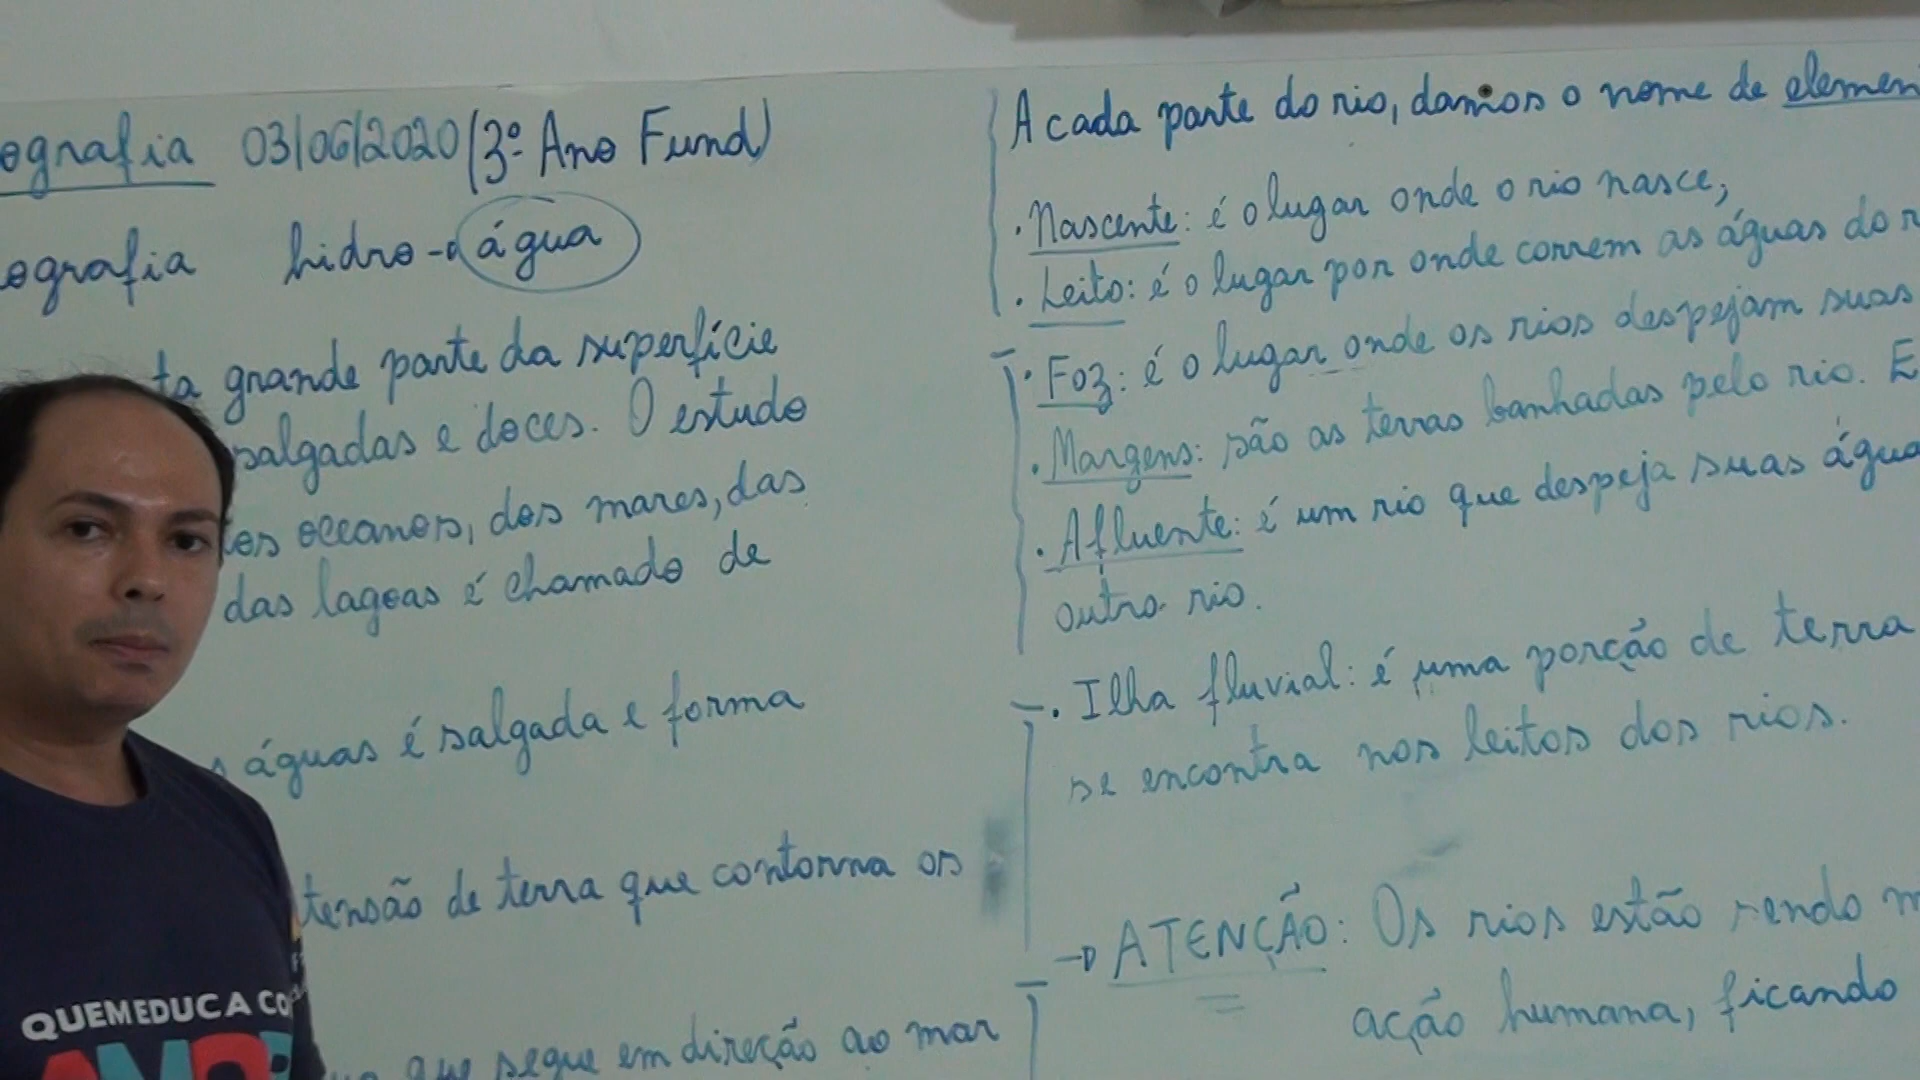 ografia 03/06/2020 (3º Ano Fund)
ografia hidro → água
ta grande parte da superfície
salgadas e doces. O estudo
os oceanos, dos mares, das
das lagoas é chamado de
s águas é salgada e forma
tensão de terra que contorna os
que segue em direção ao mar
A cada parte do rio, damos o nome de elemen
. Nascente: é o lugar onde o rio nasce;
. Leito: é o lugar por onde correm as águas do r
. Foz: é o lugar onde os rios despejam suas
. Margens: são as terras banhadas pelo rio. E
. Afluente: é um rio que despeja suas água
outro rio.
. Ilha fluvial: é uma porção de terra
se encontra nos leitos dos rios.
→ ATENÇÃO: Os rios estão sendo m
ação humana, ficando
QUEM EDUCA CO
AMOR